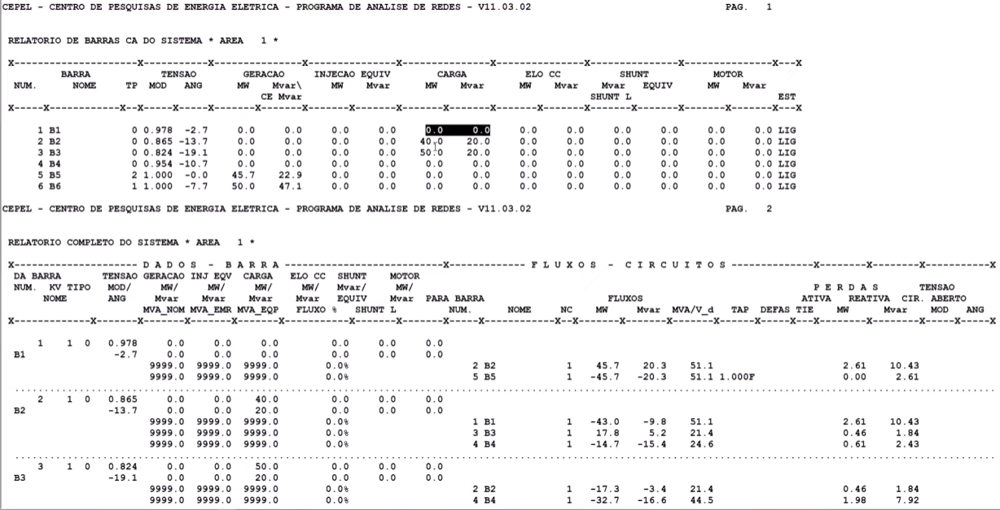 CEPEL - CENTRO DE PESQUISAS DE ENERGIA ELETRICA - PROGRAMA DE ANALISE DE REDES - V11.03.02 PAG. 1
RELATORIO DE BARRAS CA DO SISTEMA * AREA 1 *
X---------------------X------------X----------------X----------------X----------------X----------------X----------------X----------------X---X
BARRA TENSAO GERACAO INJECAO EQUIV CARGA ELO CC SHUNT MOTOR
NUM. NOME TP MOD ANG MW Mvar\ MW Mvar MW Mvar MW Mvar Mvar EQUIV MW Mvar
CE Mvar SHUNT L EST
X-----X---------------X--X-----X-----X-------X--------X-------X--------X-------X--------X-------X--------X-------X--------X-------X--------X---X
1 B1 0 0.978 -2.7 0.0 0.0 0.0 0.0 0.0 0.0 0.0 0.0 0.0 0.0 0.0 0.0 LIG
2 B2 0 0.865 -13.7 0.0 0.0 0.0 0.0 40.0 20.0 0.0 0.0 0.0 0.0 0.0 0.0 LIG
3 B3 0 0.824 -19.1 0.0 0.0 0.0 0.0 50.0 20.0 0.0 0.0 0.0 0.0 0.0 0.0 LIG
4 B4 0 0.954 -10.7 0.0 0.0 0.0 0.0 0.0 0.0 0.0 0.0 0.0 0.0 0.0 0.0 LIG
5 B5 2 1.000 -0.0 45.7 22.9 0.0 0.0 0.0 0.0 0.0 0.0 0.0 0.0 0.0 0.0 LIG
6 B6 1 1.000 -7.7 50.0 47.1 0.0 0.0 0.0 0.0 0.0 0.0 0.0 0.0 0.0 0.0 LIG
CEPEL - CENTRO DE PESQUISAS DE ENERGIA ELETRICA - PROGRAMA DE ANALISE DE REDES - V11.03.02 PAG. 2
RELATORIO COMPLETO DO SISTEMA * AREA 1 *
X--------------------- D A D O S - B A R R A ---------------------------X------------- F L U X O S - C I R C U I T O S -------------X---------------X---------------X
DA BARRA TENSAO GERACAO INJ EQV CARGA ELO CC SHUNT MOTOR
NUM. KV TIPO MOD/ MW/ MW/ MW/ MW/ Mvar/ MW/ P E R D A S TENSAO
NOME ANG Mvar Mvar Mvar Mvar EQUIV Mvar PARA BARRA FLUXOS ATIVA REATIVA CIR. ABERTO
MVA_NOM MVA_EMR MVA_EQP FLUXO % SHUNT L NUM. NOME NC MW Mvar MVA/V_d TAP DEFAS TIE MW Mvar MOD ANG
X-------------X-------X-------X-------X-------X-------X-------X-------X-----X------------X--X-------X-------X-------X------X-----X---X-------X-------X-------X-------X
1 1 0 0.978 0.0 0.0 0.0 0.0 0.0 0.0
B1 -2.7 0.0 0.0 0.0 0.0 0.0 0.0
9999.0 9999.0 9999.0 0.0% 2 B2 1 45.7 20.3 51.1 2.61 10.43
9999.0 9999.0 9999.0 0.0% 5 B5 1 -45.7 -20.3 51.1 1.000F 0.00 2.61
2 1 0 0.865 0.0 0.0 40.0 0.0 0.0 0.0
B2 -13.7 0.0 0.0 20.0 0.0 0.0 0.0
9999.0 9999.0 9999.0 0.0% 1 B1 1 -43.0 -9.8 51.1 2.61 10.43
9999.0 9999.0 9999.0 0.0% 3 B3 1 17.8 5.2 21.4 0.46 1.84
9999.0 9999.0 9999.0 0.0% 4 B4 1 -14.7 -15.4 24.6 0.61 2.43
3 1 0 0.824 0.0 0.0 50.0 0.0 0.0 0.0
B3 -19.1 0.0 0.0 20.0 0.0 0.0 0.0
9999.0 9999.0 9999.0 0.0% 2 B2 1 -17.3 -3.4 21.4 0.46 1.84
9999.0 9999.0 9999.0 0.0% 4 B4 1 -32.7 -16.6 44.5 1.98 7.92